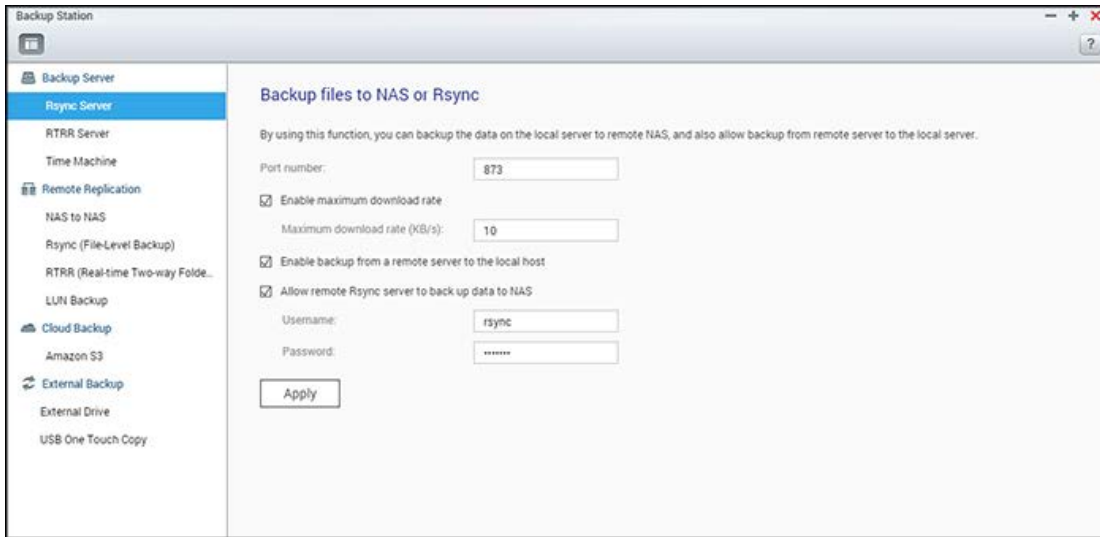 Backup Station
?
Backup Server
Rsync Server
RTRR Server
Time Machine
Remote Replication
NAS to NAS
Rsync (File-Level Backup)
RTRR (Real-time Two-way Folde...
LUN Backup
Cloud Backup
Amazon S3
External Backup
External Drive
USB One Touch Copy
Backup files to NAS or Rsync
By using this function, you can backup the data on the local server to remote NAS, and also allow backup from remote server to the local server.
Port number: 873
Enable maximum download rate
Maximum download rate (KB/s): 10
Enable backup from a remote server to the local host
Allow remote Rsync server to back up data to NAS
Username: rsync
Password: •••••••
Apply